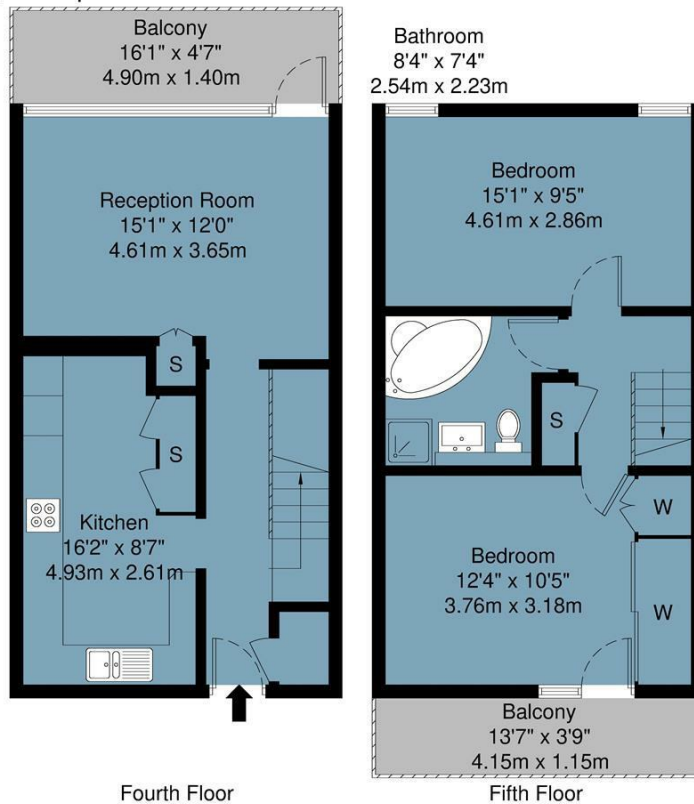 Balcony
16'1" x 4'7"
4.90m x 1.40m
Reception Room
15'1" x 12'0"
4.61m x 3.65m
S
S
Kitchen
16'2" x 8'7"
4.93m x 2.61m
Fourth Floor
Bathroom
8'4" x 7'4"
2.54m x 2.23m
Bedroom
15'1" x 9'5"
4.61m x 2.86m
S
W
Bedroom
12'4" x 10'5"
3.76m x 3.18m
W
Balcony
13'7" x 3'9"
4.15m x 1.15m
Fifth Floor